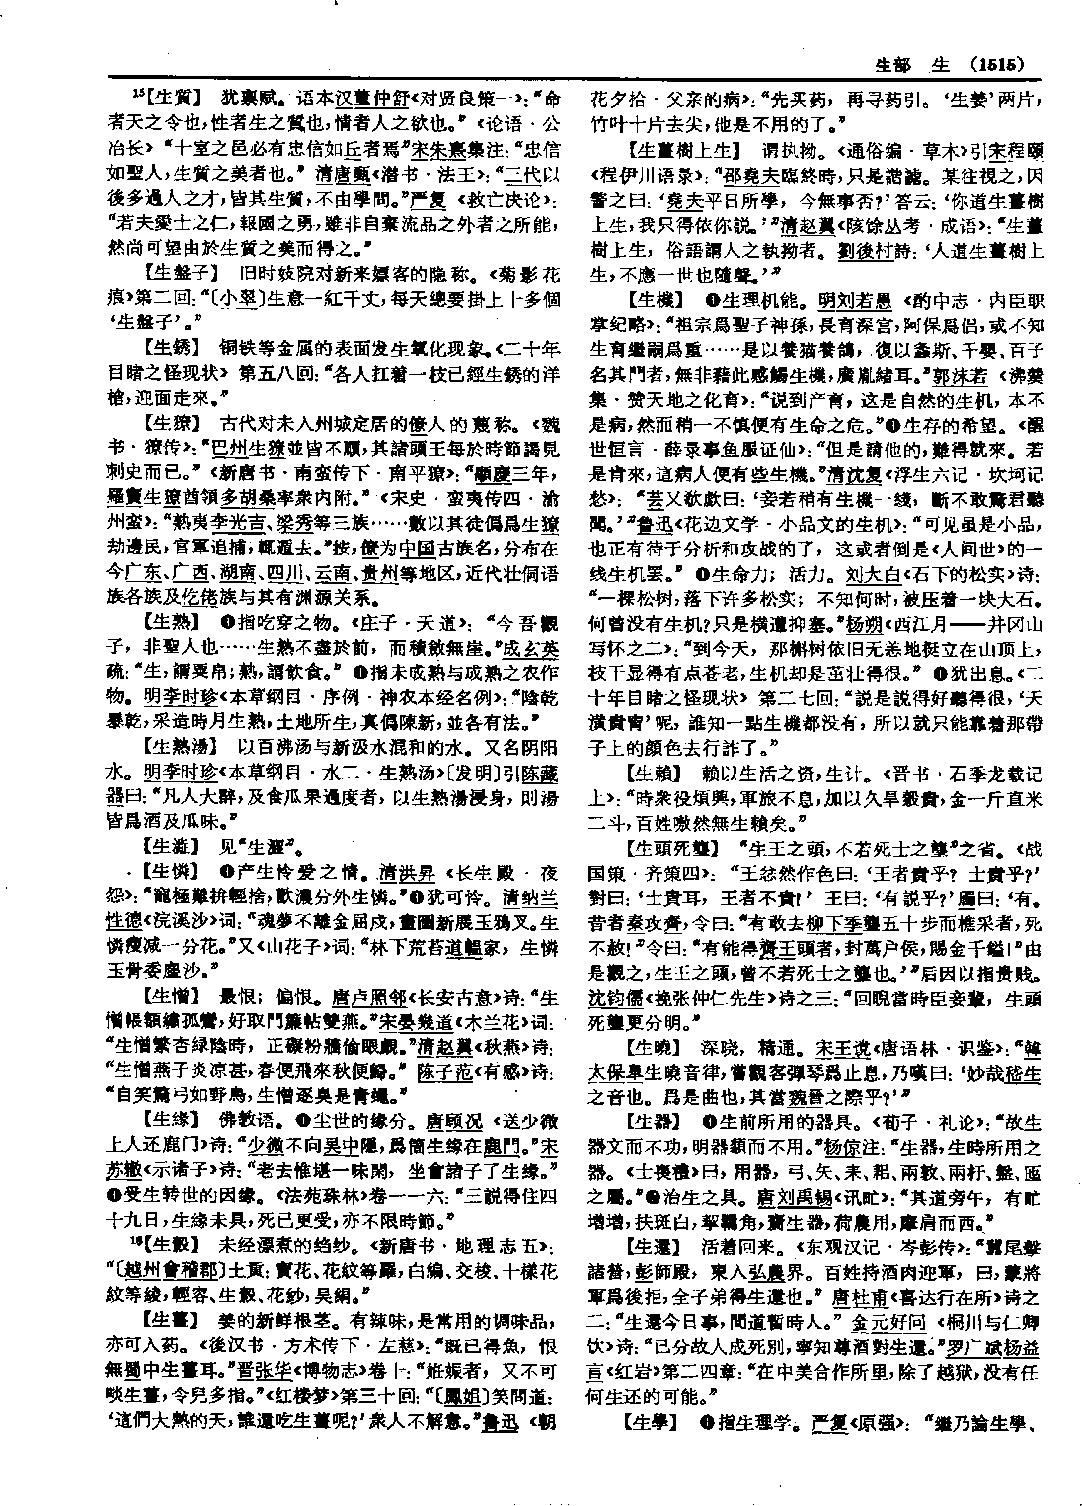 生部 生 (1515)
15【生質】 犹禀赋。语本汉董仲舒《对贤良策一》：“命
者天之令也，性者生之質也，情者人之欲也。”《论语·公
冶长》“十室之邑必有忠信如丘者焉”宋朱熹集注：“忠信
如聖人，生質之美者也。”清唐甄《潜书·法王》：“三代以
後多過人之才，皆其生質，不由學問。”严复《救亡决论》：
“若夫愛士之仁，報國之勇，雖非自棄流品之外者之所能，
然尚可望由於生質之美而得之。”
【生盤子】 旧时妓院对新来嫖客的隐称。《菊影花
痕》第二回：“〔小翠〕生意一紅千丈，每天總要掛上十多個
‘生盤子’。”
【生銹】 铜铁等金属的表面发生氧化现象。《二十年
目睹之怪现状》第五八回：“各人扛着一枝已經生銹的洋
槍，迎面走來。”
【生獠】 古代对未入州城定居的僚人的蔑称。《魏
书·獠传》：“巴州生獠並皆不順，其諸頭王每於時節謁見
刺史而已。”《新唐书·南蛮传下·南平獠》：“顯慶三年，
羅竇生獠酋領多胡桑率衆内附。”《宋史·蛮夷传四·渝
州蛮》：“熟夷李光吉、梁秀等三族……數以其徒僞爲生獠
劫邊民，官軍追捕，輒遁去。”按，僚为中国古族名，分布在
今广东、广西、湖南、四川、云南、贵州等地区，近代壮侗语
族各族及仡佬族与其有渊源关系。
【生熟】 ❶指吃穿之物。《庄子·天道》：“今吾觀
子，非聖人也……生熟不盡於前，而積斂無崖。”成玄英
疏：“生，謂粟帛；熟，謂飲食。” ❷指未成熟与成熟之农作
物。明李时珍《本草纲目·序例·神农本经名例》：“陰乾
暴乾，采造時月生熟，土地所生，真僞陳新，並各有法。”
【生熟湯】 以百沸汤与新汲水混和的水。又名阴阳
水。明李时珍《本草纲目·水二·生熟汤》〔发明〕引陈藏
器曰：“凡人大醉，及食瓜果過度者，以生熟湯浸身，則湯
皆爲酒及瓜味。”
【生澁】 见“生澀”。
【生憐】 ❶产生怜爱之情。清洪昇《长生殿·夜
怨》：“寵極難拚輕捨，歡濃分外生憐。”❷犹可怜。清纳兰
性德《浣溪沙》词：“魂夢不離金屈戌，畫圖新展玉鴉叉。生
憐瘦减一分花。”又《山花子》词：“林下荒苔道韞家，生憐
玉骨委塵沙。”
【生憎】 最恨；偏恨。唐卢照邻《长安古意》诗：“生
憎帳額繡孤鸞，好取門簾帖雙燕。”宋晏幾道《木兰花》词：
“生憎繁杏緑陰時，正礙粉牆偷眼覷。”清赵翼《秋燕》诗：
“生憎燕子炎凉甚，春便飛來秋便歸。” 陈子范《有感》诗：
“自笑驚弓如野鳥，生憎逐臭是青蠅。”
【生緣】 佛教语。❶尘世的缘分。唐顾况《送少微
上人还鹿门》诗：“少微不向吴中隱，爲箇生緣在鹿門。”宋
苏辙《示诸子》诗：“老去惟堪一味閑，坐會諸子了生緣。”
❷受生转世的因缘。《法苑珠林》卷一一六：“三説得住四
十九日，生緣未具，死已更受，亦不限時節。”
16【生縠】 未经漂煮的绉纱。《新唐书·地理志五》：
“〔越州會稽郡〕土貢：寶花、花紋等羅，白編、交梭、十樣花
紋等綾，輕容、生縠、花紗，吴絹。”
【生薑】 姜的新鲜根茎。有辣味，是常用的调味品，
亦可入药。《後汉书·方术传下·左慈》：“既已得魚，恨
無蜀中生薑耳。”晋张华《博物志》卷十：“姙娠者，又不可
啖生薑，令兒多指。”《红楼梦》第三十回：“〔鳳姐〕笑問道：
‘這們大熱的天，誰還吃生薑呢？’衆人不解意。”鲁迅《朝
花夕拾·父亲的病》：“先买药，再寻药引。‘生姜’两片，
竹叶十片去尖，他是不用的了。”
【生薑樹上生】 谓执拗。《通俗编·草木》引宋程颐
《程伊川语录》：“邵堯夫臨終時，只是諧謔。某往視之，因
警之曰：‘堯夫平日所學，今無事否？’答云：‘你道生薑樹
上生，我只得依你説。’”清赵翼《陔馀丛考·成语》：“生薑
樹上生，俗語謂人之執拗者。劉後村詩：‘人道生薑樹上
生，不應一世也隨聲。’”
【生機】 ❶生理机能。明刘若愚《酌中志·内臣职
掌纪略》：“祖宗爲聖子神孫，長育深宫，阿保爲侣，或不知
生育繼嗣爲重……是以養猫養鴿，復以螽斯、千嬰、百子
名其門者，無非藉此感觸生機，廣胤緒耳。”郭沫若《沸羹
集·赞天地之化育》：“说到产育，这是自然的生机，本不
是病，然而稍一不慎便有生命之危。”❷生存的希望。《醒
世恒言·薛录事鱼服证仙》：“但是請他的，難得就來。若
是肯來，這病人便有些生機。”清沈复《浮生六记·坎坷记
愁》：“芸又欷歔曰：‘妾若稍有生機一綫，斷不敢驚君聽
聞。’”鲁迅《花边文学·小品文的生机》：“可见虽是小品，
也正有待于分析和攻战的了，这或者倒是《人间世》的一
线生机罢。” ❸生命力；活力。刘大白《石下的松实》诗：
“一棵松树，落下许多松实；不知何时，被压着一块大石。
何曾没有生机？只是横遭抑塞。”杨朔《西江月——井冈山
写怀之二》：“到今天，那槲树依旧无恙地挺立在山顶上，
枝干显得有点苍老，生机却是茁壮得很。” ❹犹出息。《二
十年目睹之怪现状》第二七回：“説是説得好聽得很，‘天
潢貴胄’呢，誰知一點生機都没有，所以就只能靠着那帶
子上的顔色去行詐了。”
【生賴】 赖以生活之资，生计。《晋书·石季龙载记
上》：“時衆役煩興，軍旅不息，加以久旱穀貴，金一斤直米
二斗，百姓嗷然無生賴矣。”
【生頭死壟】 “生王之頭，不若死士之壟”之省。《战
国策·齐策四》：“王忿然作色曰：‘王者貴乎？士貴乎？’
對曰：‘士貴耳，王者不貴！’王曰：‘有説乎？’斶曰：‘有。
昔者秦攻齊，令曰：“有敢去柳下季壟五十步而樵采者，死
不赦！”令曰：“有能得齊王頭者，封萬户侯，賜金千鎰！”由
是觀之，生王之頭，曾不若死士之壟也。’”后因以指贵贱。
沈钧儒《挽张仲仁先生》诗之三：“回睨當時臣妾輩，生頭
死壟更分明。”
【生曉】 深晓，精通。宋王谠《唐语林·识鉴》：“韓
太保臯生曉音律，嘗觀客彈琴爲止息，乃嘆曰：‘妙哉嵇生
之音也。爲是曲也，其當魏晉之際乎？’”
【生器】 ❶生前所用的器具。《荀子·礼论》：“故生
器文而不功，明器䫉而不用。”杨倞注：“生器，生時所用之
器。《士喪禮》曰，用器，弓、矢、耒、耜、兩敦、兩杅、盤、匜
之屬。”❷治生之具。唐刘禹锡《讯甿》：“其道旁午，有甿
增增，扶斑白，挈羈角，齎生器，荷農用，摩肩而西。”
【生還】 活着回来。《东观汉记·岑彭传》：“囂尾擊
諸營，彭師殿，東入弘農界。百姓持酒肉迎軍，曰，蒙將
軍爲後拒，全子弟得生還也。” 唐杜甫《喜达行在所》诗之
二：“生還今日事，間道暫時人。” 金元好问《桐川与仁卿
饮》诗：“已分故人成死别，寧知尊酒對生還。”罗广斌杨益
言《红岩》第二四章：“在中美合作所里，除了越狱，没有任
何生还的可能。”
【生學】 ❶指生理学。严复《原强》：“繼乃論生學、